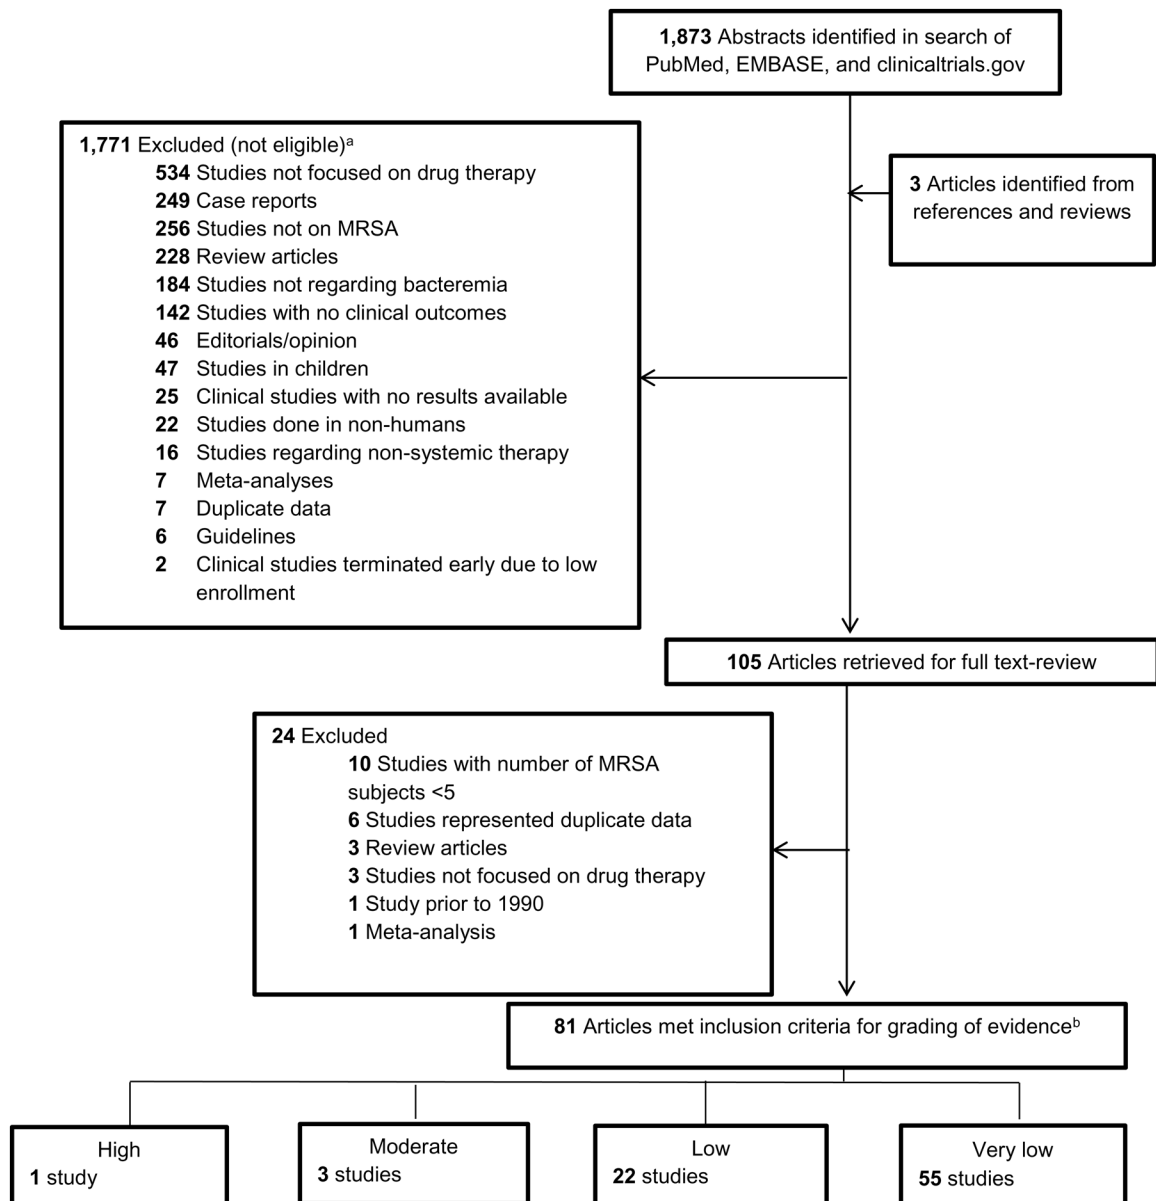 1,873 Abstracts identified in search of
PubMed, EMBASE, and clinicaltrials.gov
3 Articles identified from
references and reviews
1,771 Excluded (not eligible)a
534 Studies not focused on drug therapy
249 Case reports
256 Studies not on MRSA
228 Review articles
184 Studies not regarding bacteremia
142 Studies with no clinical outcomes
46 Editorials/opinion
47 Studies in children
25 Clinical studies with no results available
22 Studies done in non-humans
16 Studies regarding non-systemic therapy
7 Meta-analyses
7 Duplicate data
6 Guidelines
2 Clinical studies terminated early due to low
enrollment
105 Articles retrieved for full text-review
24 Excluded
10 Studies with number of MRSA
subjects <5
6 Studies represented duplicate data
3 Review articles
3 Studies not focused on drug therapy
1 Study prior to 1990
1 Meta-analysis
81 Articles met inclusion criteria for grading of evidenceb
High
1 study
Moderate
3 studies
Low
22 studies
Very low
55 studies